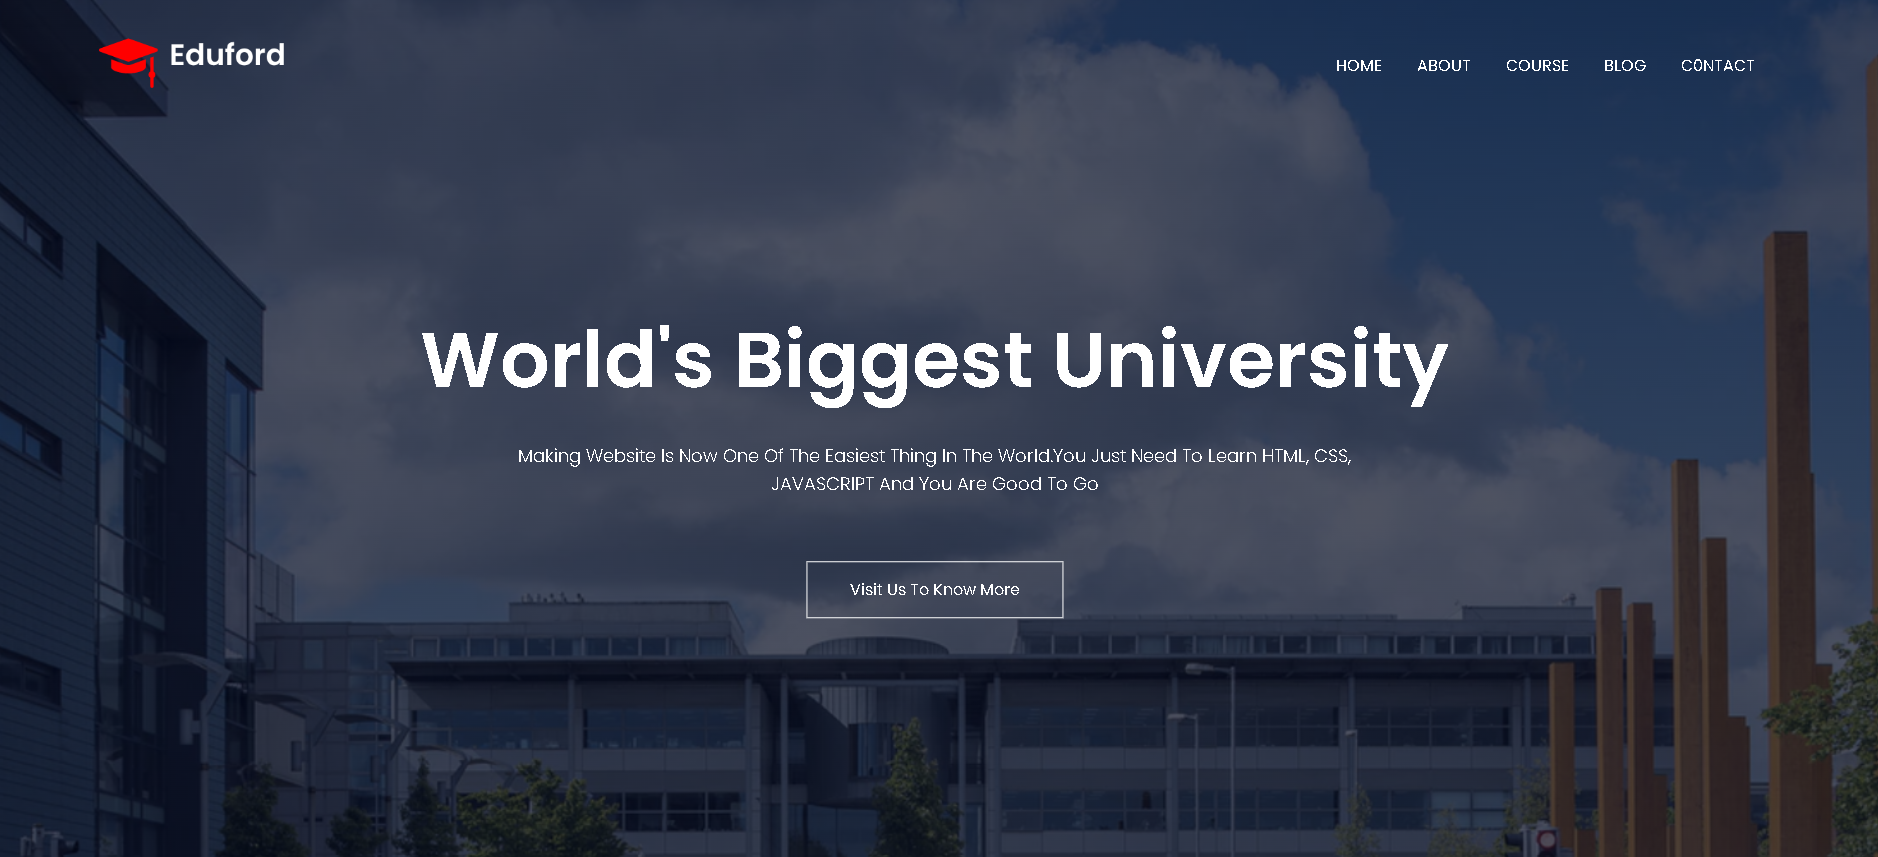 Eduford
HOME ABOUT COURSE BLOG C0NTACT
World's Biggest University
Making Website Is Now One Of The Easiest Thing In The World.You Just Need To Learn HTML, CSS,
JAVASCRIPT And You Are Good To Go
Visit Us To Know More